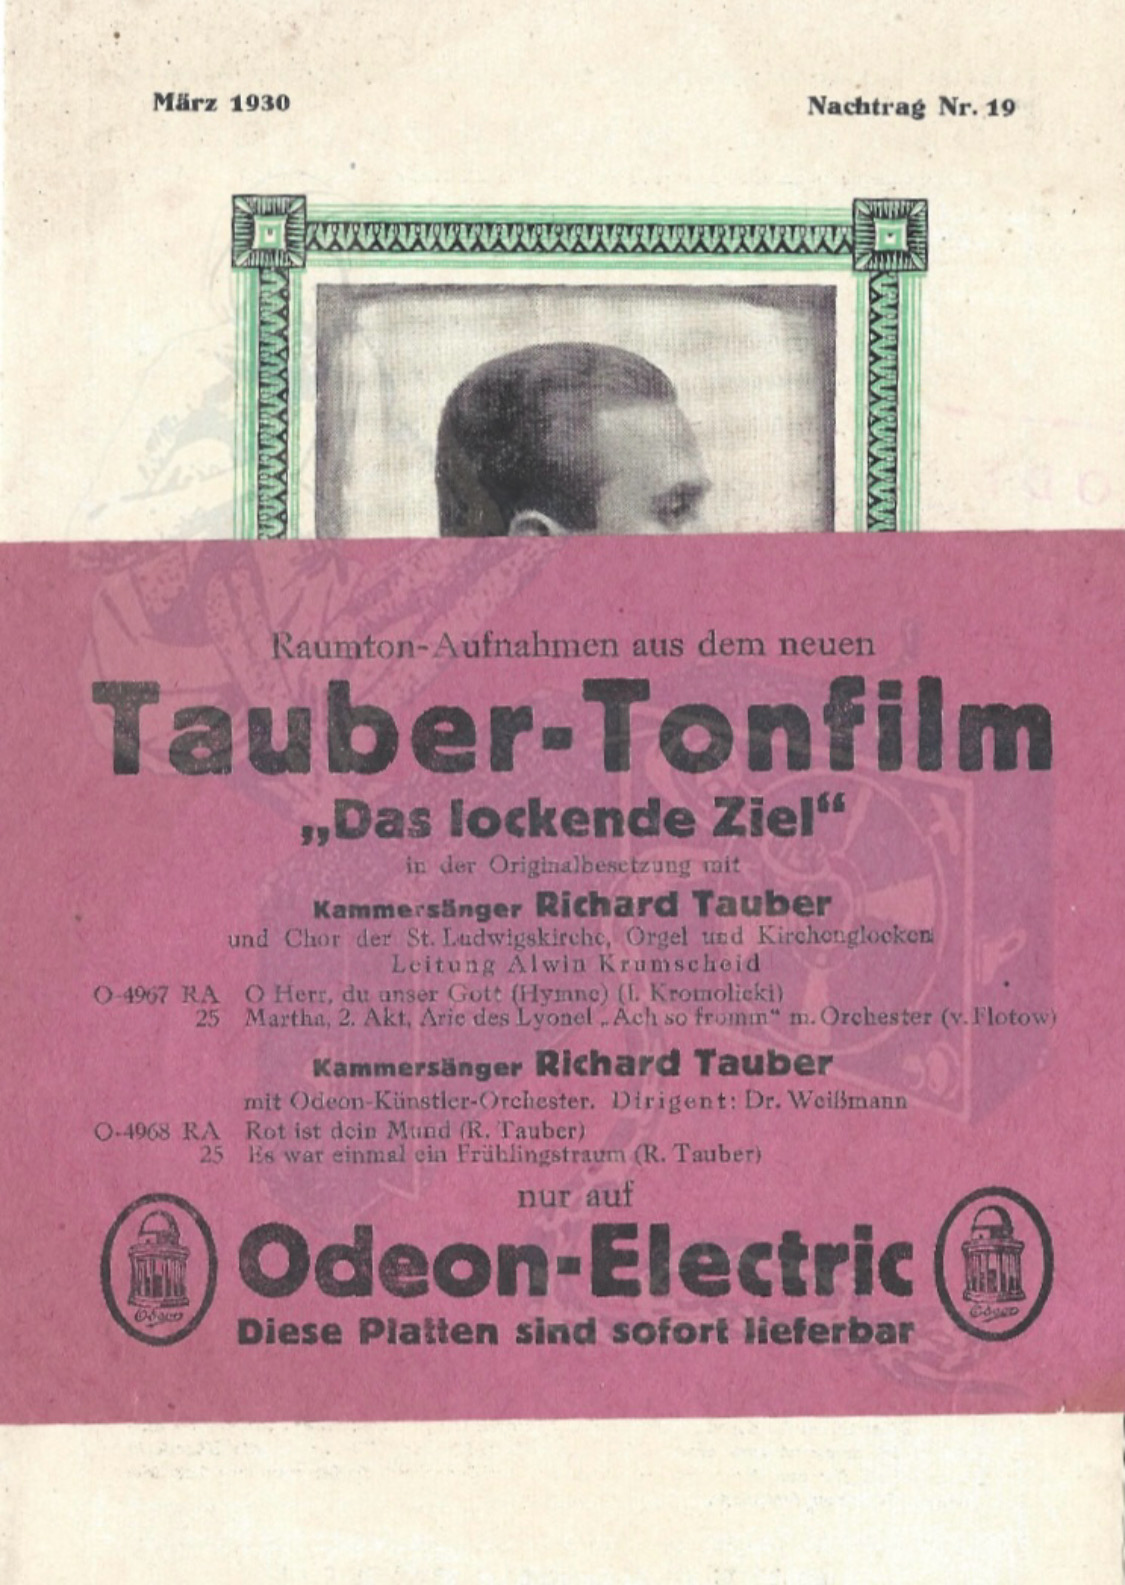 März 1930
Nachtrag Nr. 19
Raumton-Aufnahmen aus dem neuen
Tauber-Tonfilm
„Das lockende Ziel“
in der Originalbesetzung mit
Kammersänger Richard Tauber
und Chor der St. Ludwigskirche, Orgel und Kirchenglocken
Leitung Alwin Krumscheid
O-4967 RA O Herr, du unser Gott (Hymne) (I. Kromolicki)
25 Martha, 2. Akt, Arie des Lyonel „Ach so fromm“ m. Orchester (v. Flotow)
Kammersänger Richard Tauber
mit Odeon-Künstler-Orchester. Dirigent: Dr. Weißmann
O-4968 RA Rot ist dein Mund (R. Tauber)
25 Es war einmal ein Frühlingstraum (R. Tauber)
nur auf
Odeon-Electric
Odeon
Odeon
Diese Platten sind sofort lieferbar